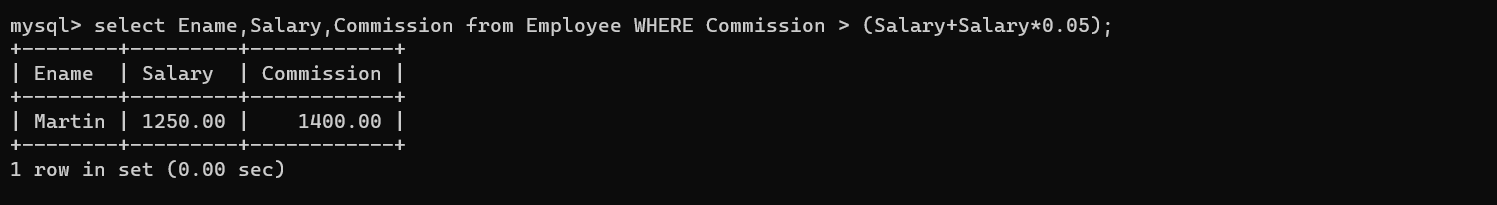 mysql> select Ename,Salary,Commission from Employee WHERE Commission > (Salary+Salary*0.05);
+--------+---------+------------+
| Ename  | Salary  | Commission |
+--------+---------+------------+
| Martin | 1250.00 |    1400.00 |
+--------+---------+------------+
1 row in set (0.00 sec)